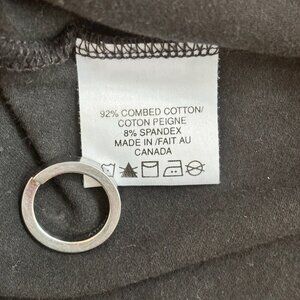 92% COMBED COTTON/
COTON PEIGNE
8% SPANDEX
MADE IN /FAIT AU
CANADA